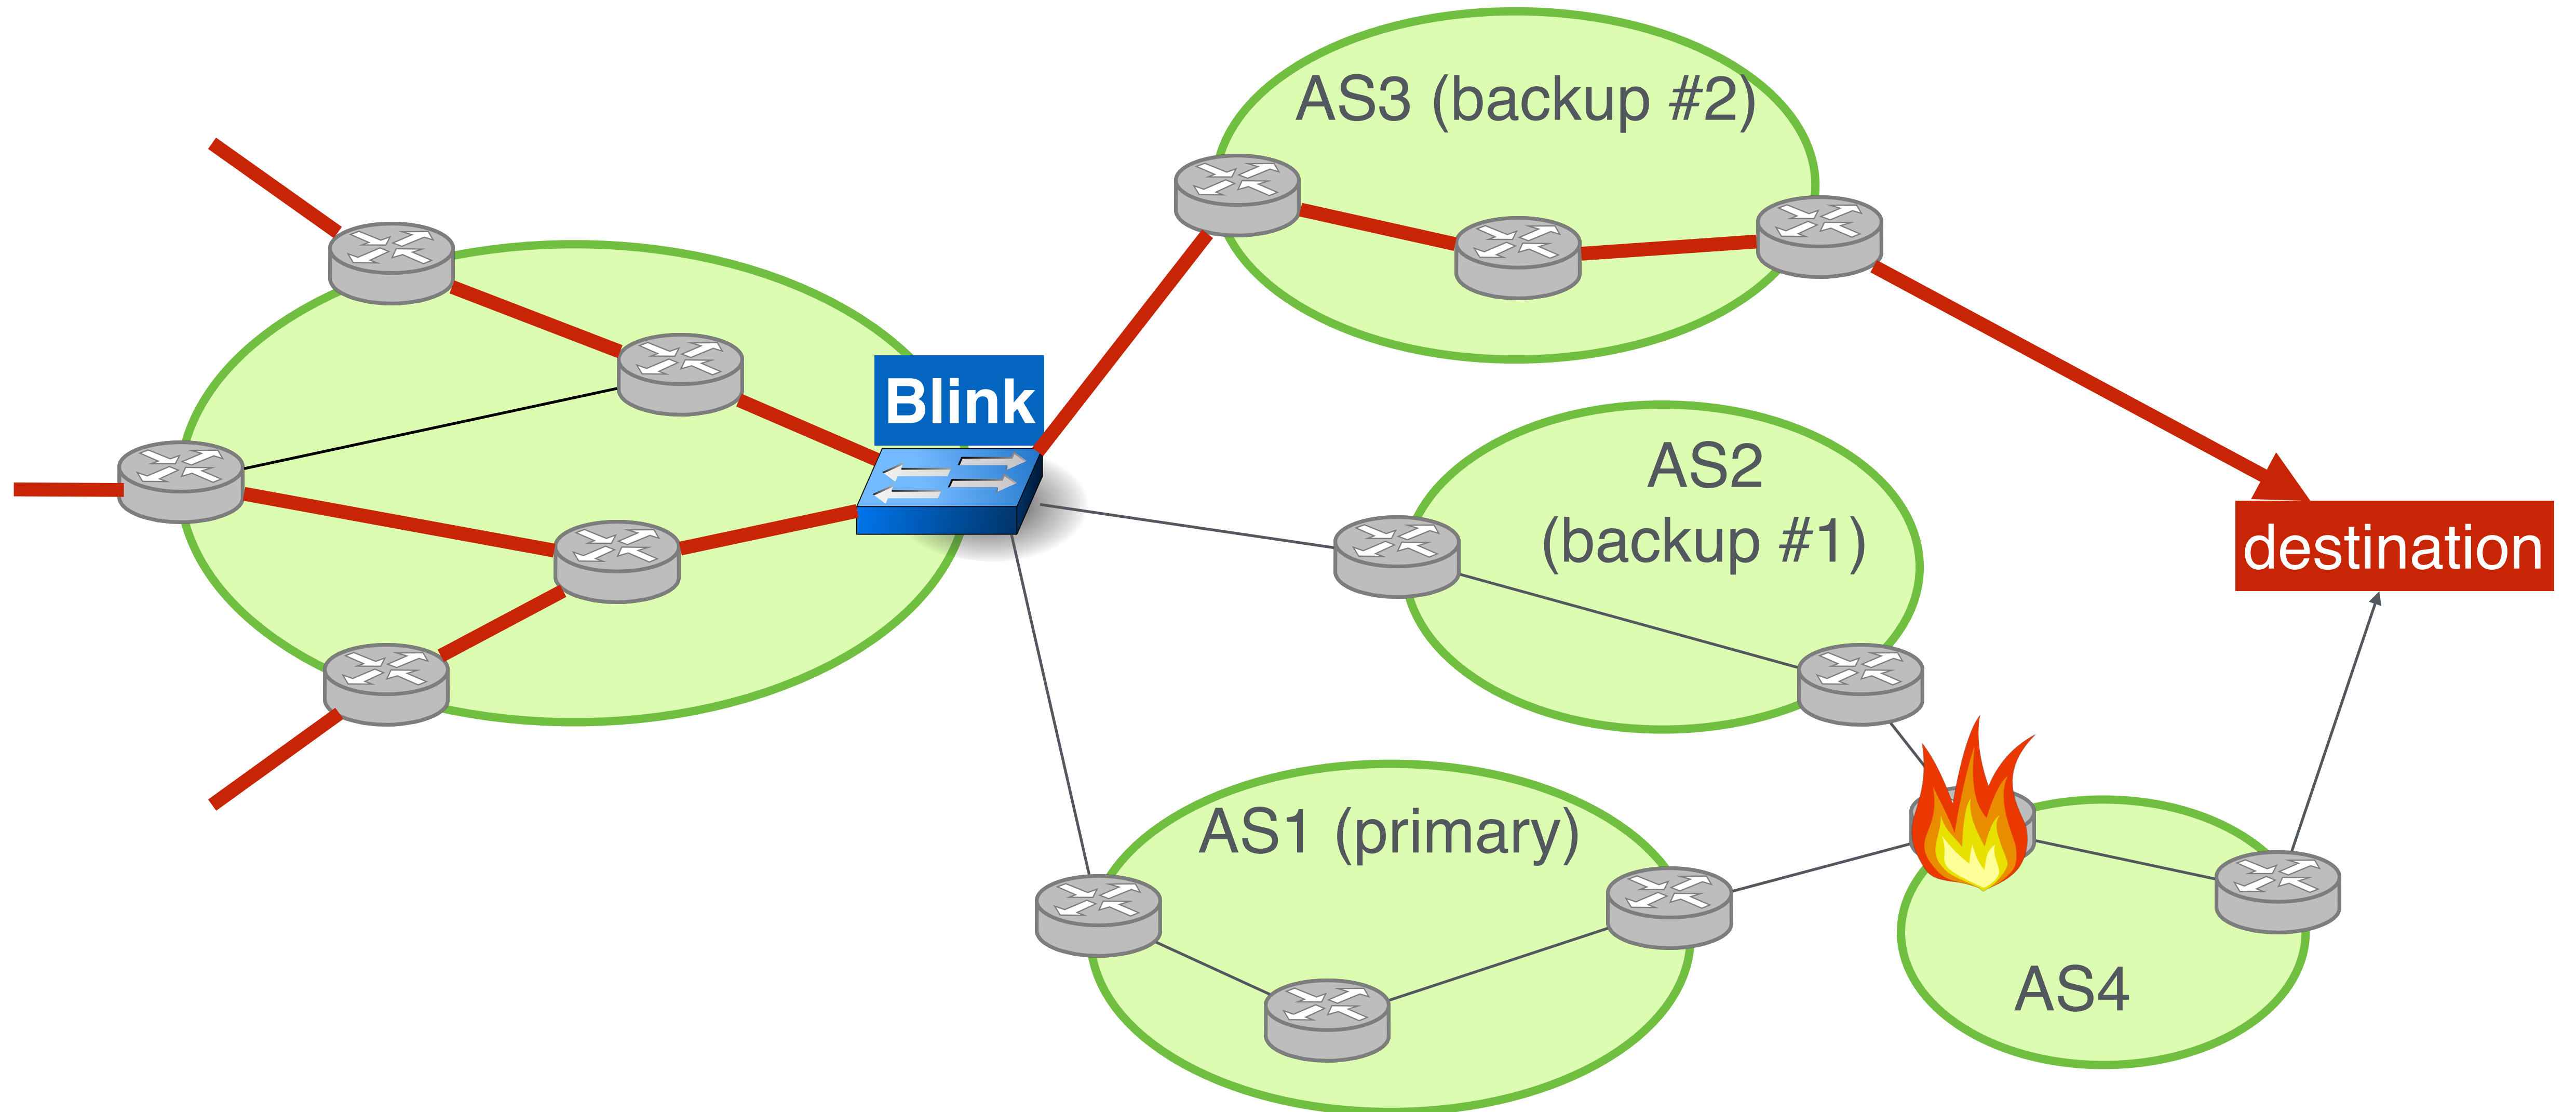 AS3 (backup #2)
Blink
AS2
(backup #1)
destination
AS1 (primary)
AS4